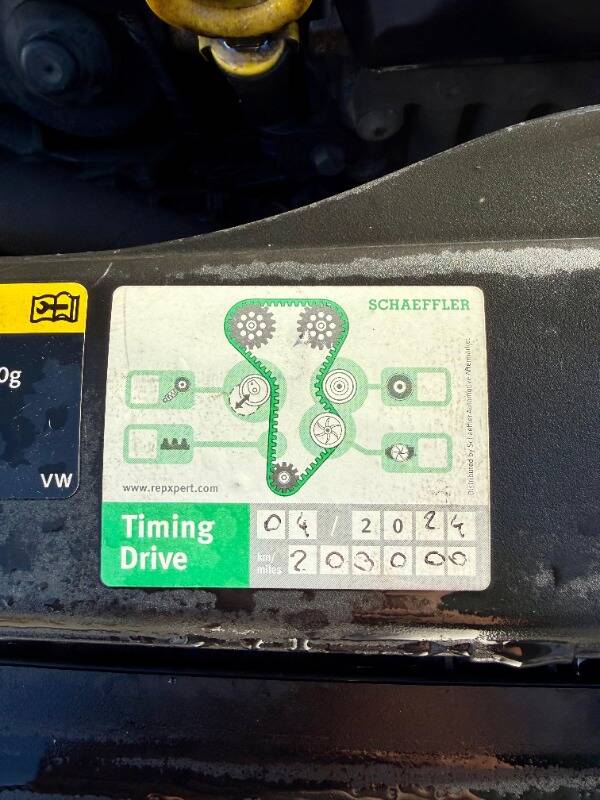 SCHAEFFLER
0g
VW
Distributed by Schaeffler Automotive Aftermarket
www.repxpert.com
Timing
Drive
04 / 2024
km/
miles
203000